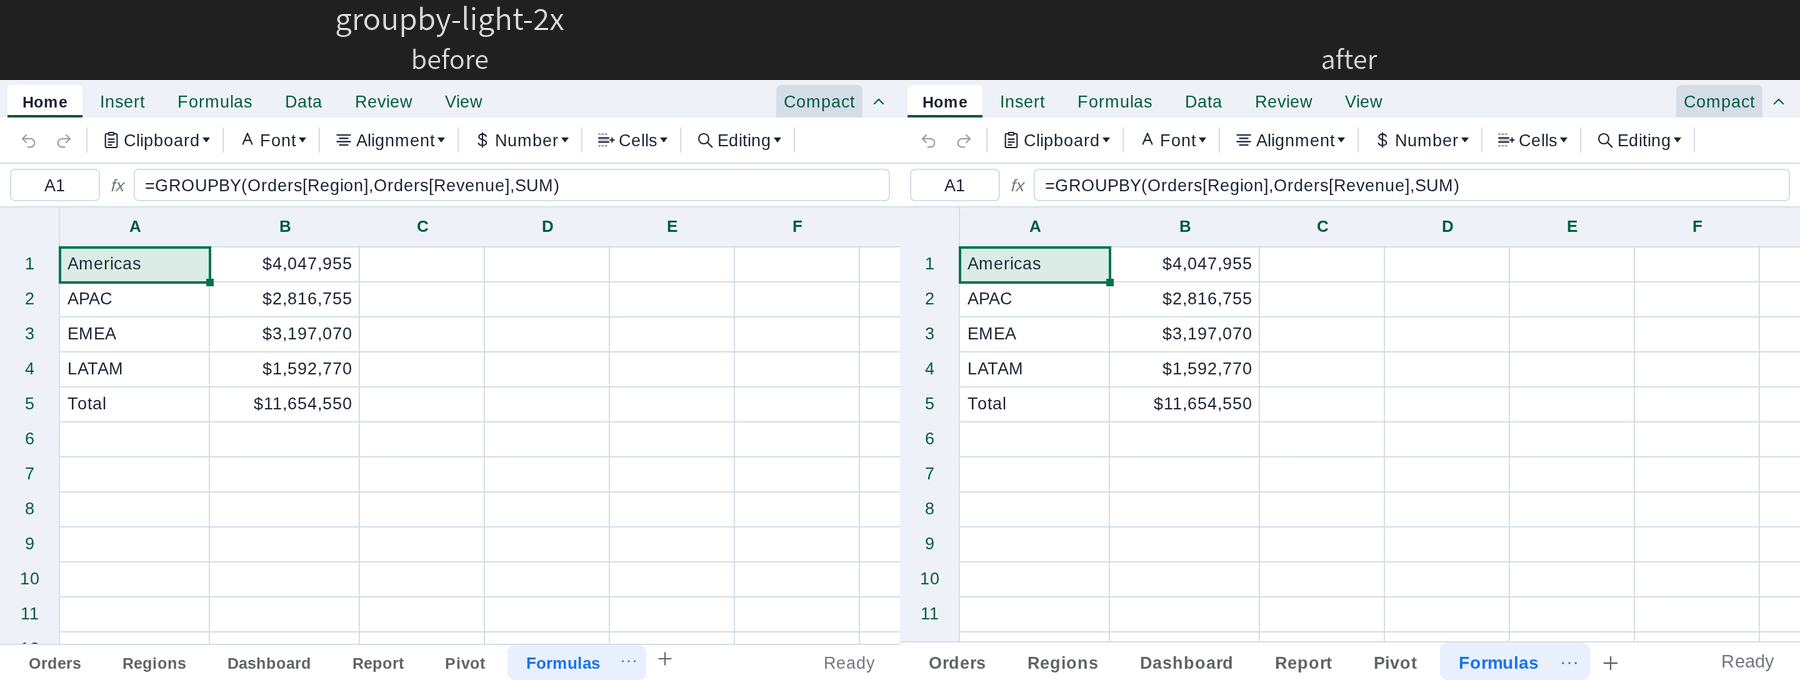 groupby-light-2x
before
after
Home Insert Formulas Data Review View Compact
Clipboard Font Alignment $ Number Cells Editing
A1 fx =GROUPBY(Orders[Region],Orders[Revenue],SUM)
A B C D E F
1 Americas $4,047,955
2 APAC $2,816,755
3 EMEA $3,197,070
4 LATAM $1,592,770
5 Total $11,654,550
6
7
8
9
10
11
Orders Regions Dashboard Report Pivot Formulas ... + Ready
Home Insert Formulas Data Review View Compact
Clipboard Font Alignment $ Number Cells Editing
A1 fx =GROUPBY(Orders[Region],Orders[Revenue],SUM)
A B C D E F
1 Americas $4,047,955
2 APAC $2,816,755
3 EMEA $3,197,070
4 LATAM $1,592,770
5 Total $11,654,550
6
7
8
9
10
11
Orders Regions Dashboard Report Pivot Formulas ... + Ready